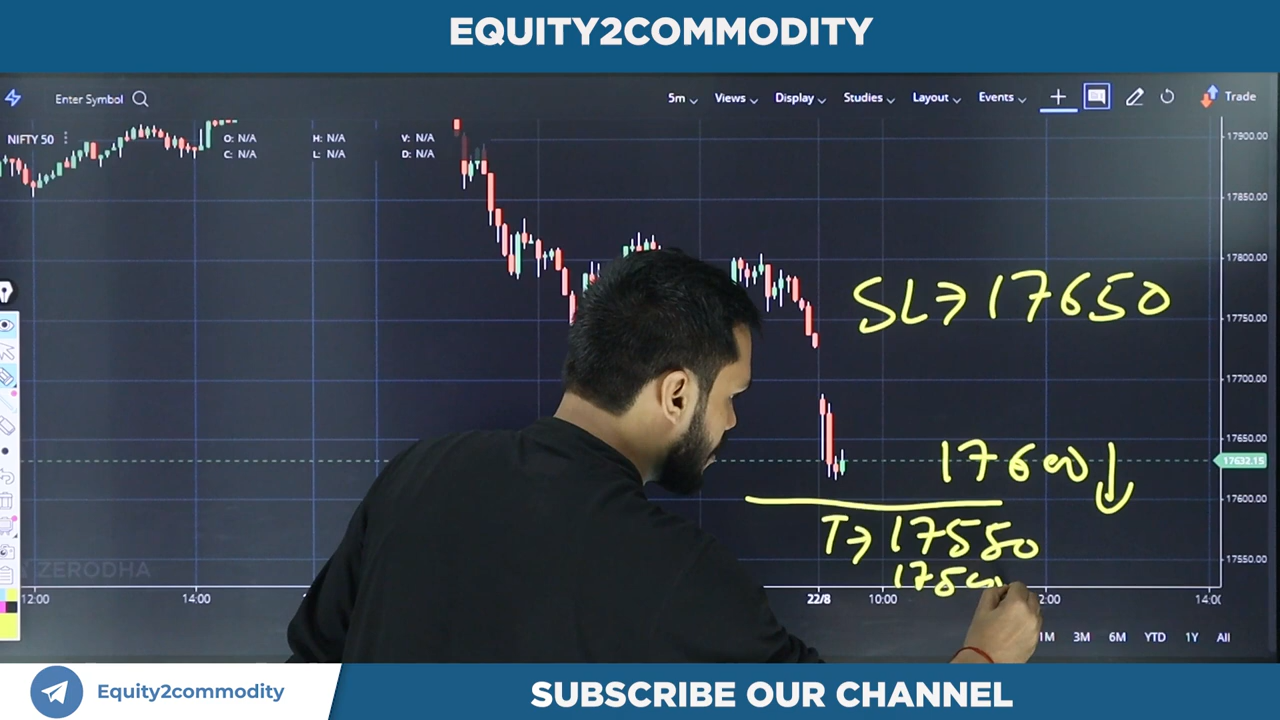 EQUITY2COMMODITY
Enter Symbol
5m Views Display Studies Layout Events Trade
NIFTY 50 O: N/A H: N/A V: N/A
C: N/A L: N/A D: N/A
17900.00
17850.00
17800.00
SL → 17650
17750.00
17700.00
17650.00
17600 ↓
17632.15
17600.00
T → 17550
17550.00
ZERODHA
12:00 14:00 22/8 10:00 2:00 14:00
1M 3M 6M YTD 1Y All
Equity2commodity
SUBSCRIBE OUR CHANNEL